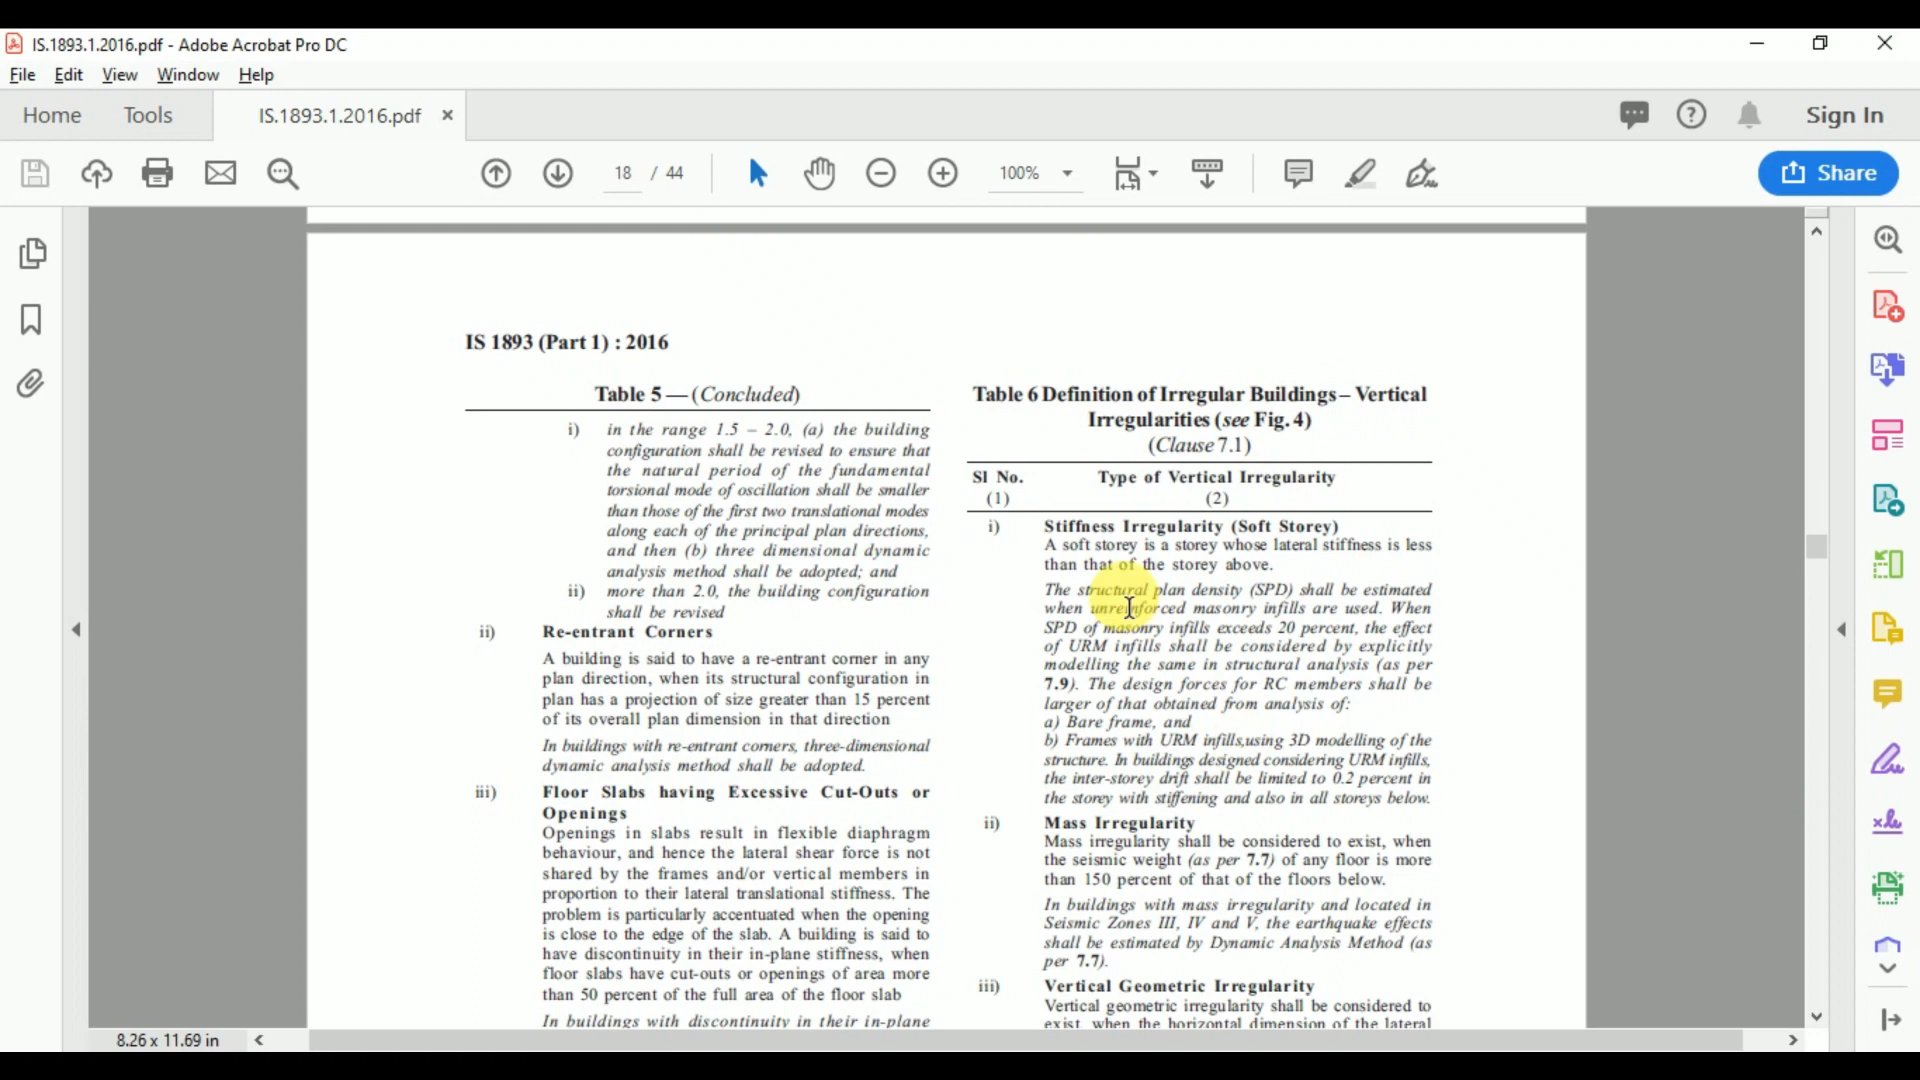 IS.1893.1.2016.pdf - Adobe Acrobat Pro DC
File Edit View Window Help
Home Tools IS.1893.1.2016.pdf × Sign In
18 / 44 100% Share
IS 1893 (Part 1) : 2016
Table 5 — (Concluded)
i) in the range 1.5 – 2.0, (a) the building
configuration shall be revised to ensure that
the natural period of the fundamental
torsional mode of oscillation shall be smaller
than those of the first two translational modes
along each of the principal plan directions,
and then (b) three dimensional dynamic
analysis method shall be adopted; and
ii) more than 2.0, the building configuration
shall be revised
ii) Re-entrant Corners
A building is said to have a re-entrant corner in any
plan direction, when its structural configuration in
plan has a projection of size greater than 15 percent
of its overall plan dimension in that direction
In buildings with re-entrant corners, three-dimensional
dynamic analysis method shall be adopted.
iii) Floor Slabs having Excessive Cut-Outs or
Openings
Openings in slabs result in flexible diaphragm
behaviour, and hence the lateral shear force is not
shared by the frames and/or vertical members in
proportion to their lateral translational stiffness. The
problem is particularly accentuated when the opening
is close to the edge of the slab. A building is said to
have discontinuity in their in-plane stiffness, when
floor slabs have cut-outs or openings of area more
than 50 percent of the full area of the floor slab
In buildings with discontinuity in their in-plane
Table 6 Definition of Irregular Buildings – Vertical
Irregularities (see Fig. 4)
(Clause 7.1)
Sl No. Type of Vertical Irregularity
(1) (2)
i) Stiffness Irregularity (Soft Storey)
A soft storey is a storey whose lateral stiffness is less
than that of the storey above.
The structural plan density (SPD) shall be estimated
when unreinforced masonry infills are used. When
SPD of masonry infills exceeds 20 percent, the effect
of URM infills shall be considered by explicitly
modelling the same in structural analysis (as per
7.9). The design forces for RC members shall be
larger of that obtained from analysis of:
a) Bare frame, and
b) Frames with URM infills,using 3D modelling of the
structure. In buildings designed considering URM infills,
the inter-storey drift shall be limited to 0.2 percent in
the storey with stiffening and also in all storeys below.
ii) Mass Irregularity
Mass irregularity shall be considered to exist, when
the seismic weight (as per 7.7) of any floor is more
than 150 percent of that of the floors below.
In buildings with mass irregularity and located in
Seismic Zones III, IV and V, the earthquake effects
shall be estimated by Dynamic Analysis Method (as
per 7.7).
iii) Vertical Geometric Irregularity
Vertical geometric irregularity shall be considered to
exist, when the horizontal dimension of the lateral
8.26 x 11.69 in